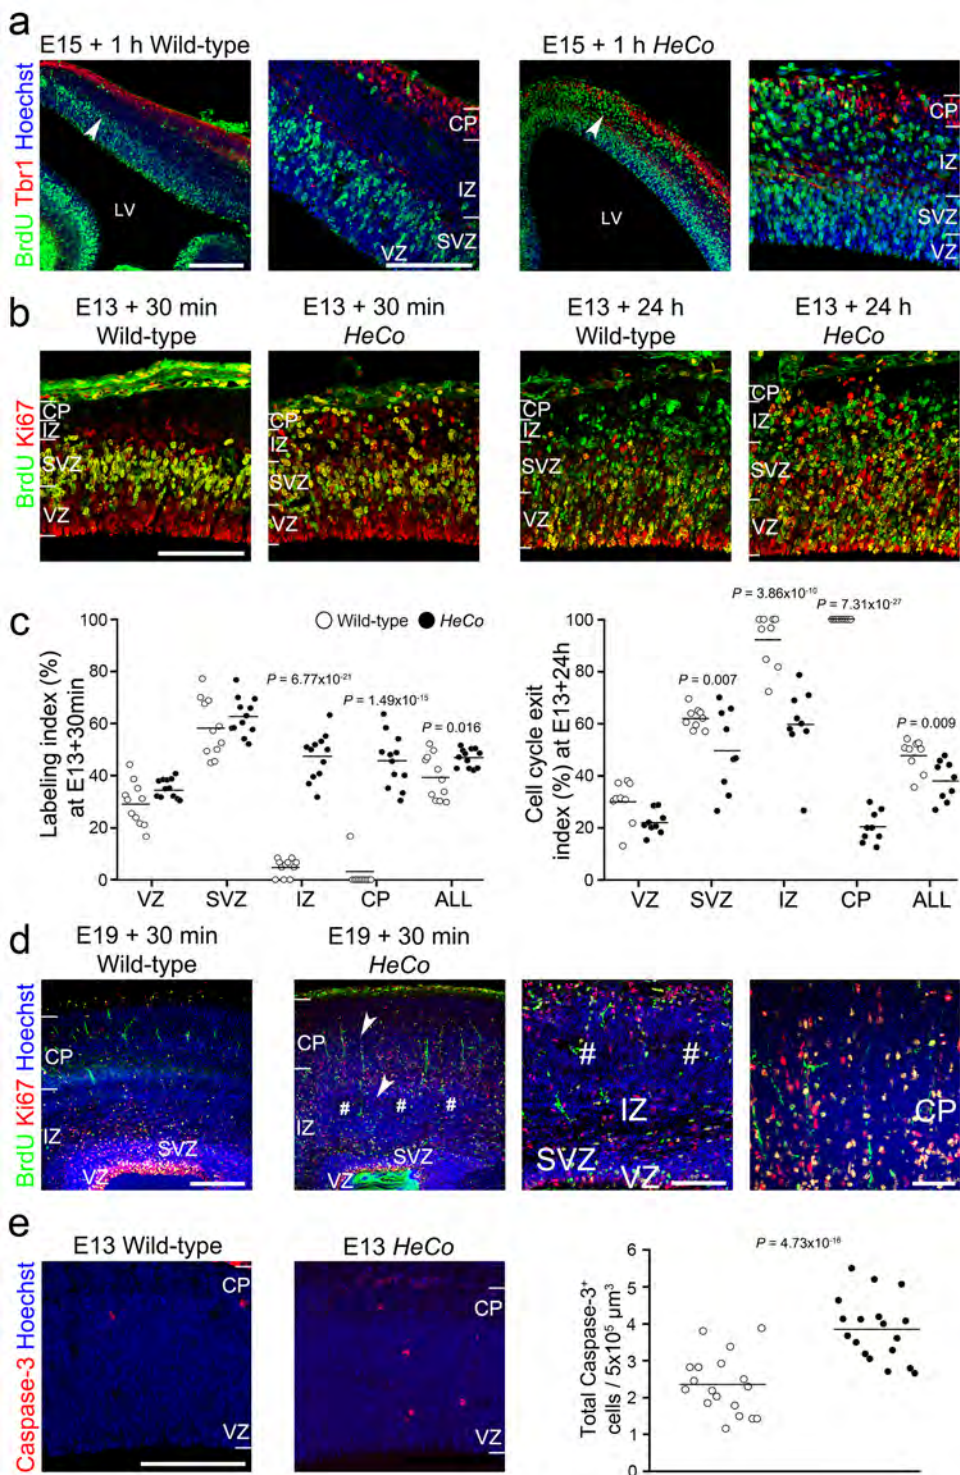 a
E15 + 1 h Wild-type
E15 + 1 h HeCo
BrdU Tbr1 Hoechst
LV
CP
IZ
SVZ
VZ
LV
CP
IZ
SVZ
VZ
b
E13 + 30 min
Wild-type
E13 + 30 min
HeCo
E13 + 24 h
Wild-type
E13 + 24 h
HeCo
BrdU Ki67
CP
IZ
SVZ
VZ
CP
IZ
SVZ
VZ
CP
IZ
SVZ
VZ
CP
IZ
SVZ
VZ
c
Labeling index (%)
at E13+30min
100
80
60
40
20
0
Wild-type HeCo
P = 6.77x10-21
P = 1.49x10-15
P = 0.016
VZ SVZ IZ CP ALL
Cell cycle exit
index (%) at E13+24h
100
80
60
40
20
0
P = 3.86x10-10
P = 7.31x10-27
P = 0.007
P = 0.009
VZ SVZ IZ CP ALL
d
E19 + 30 min
Wild-type
E19 + 30 min
HeCo
BrdU Ki67 Hoechst
CP
IZ
SVZ
VZ
CP
# # #
IZ
SVZ
VZ
# #
IZ
SVZ
VZ
CP
e
E13 Wild-type
E13 HeCo
Caspase-3 Hoechst
CP
VZ
CP
VZ
Total Caspase-3+
cells / 5x105 µm3
P = 4.73x10-16
6
5
4
3
2
1
0